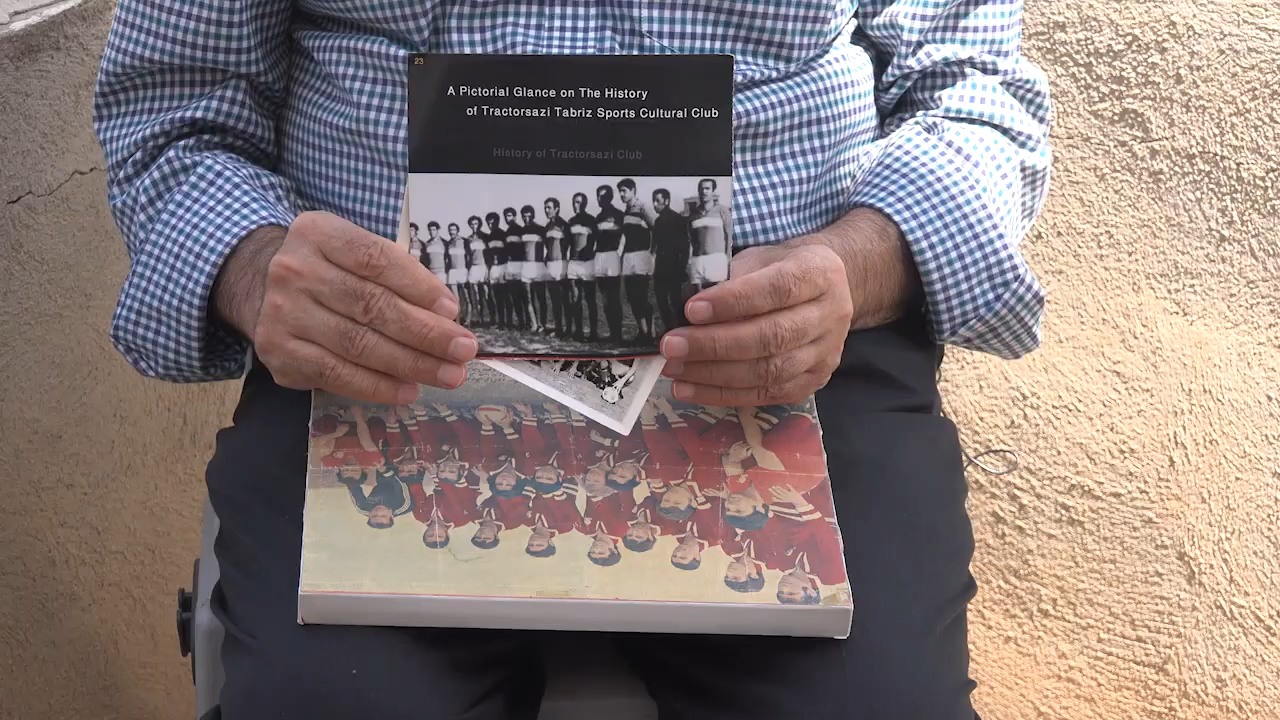 23
A Pictorial Glance on The History
of Tractorsazi Tabriz Sports Cultural Club
History of Tractorsazi Club